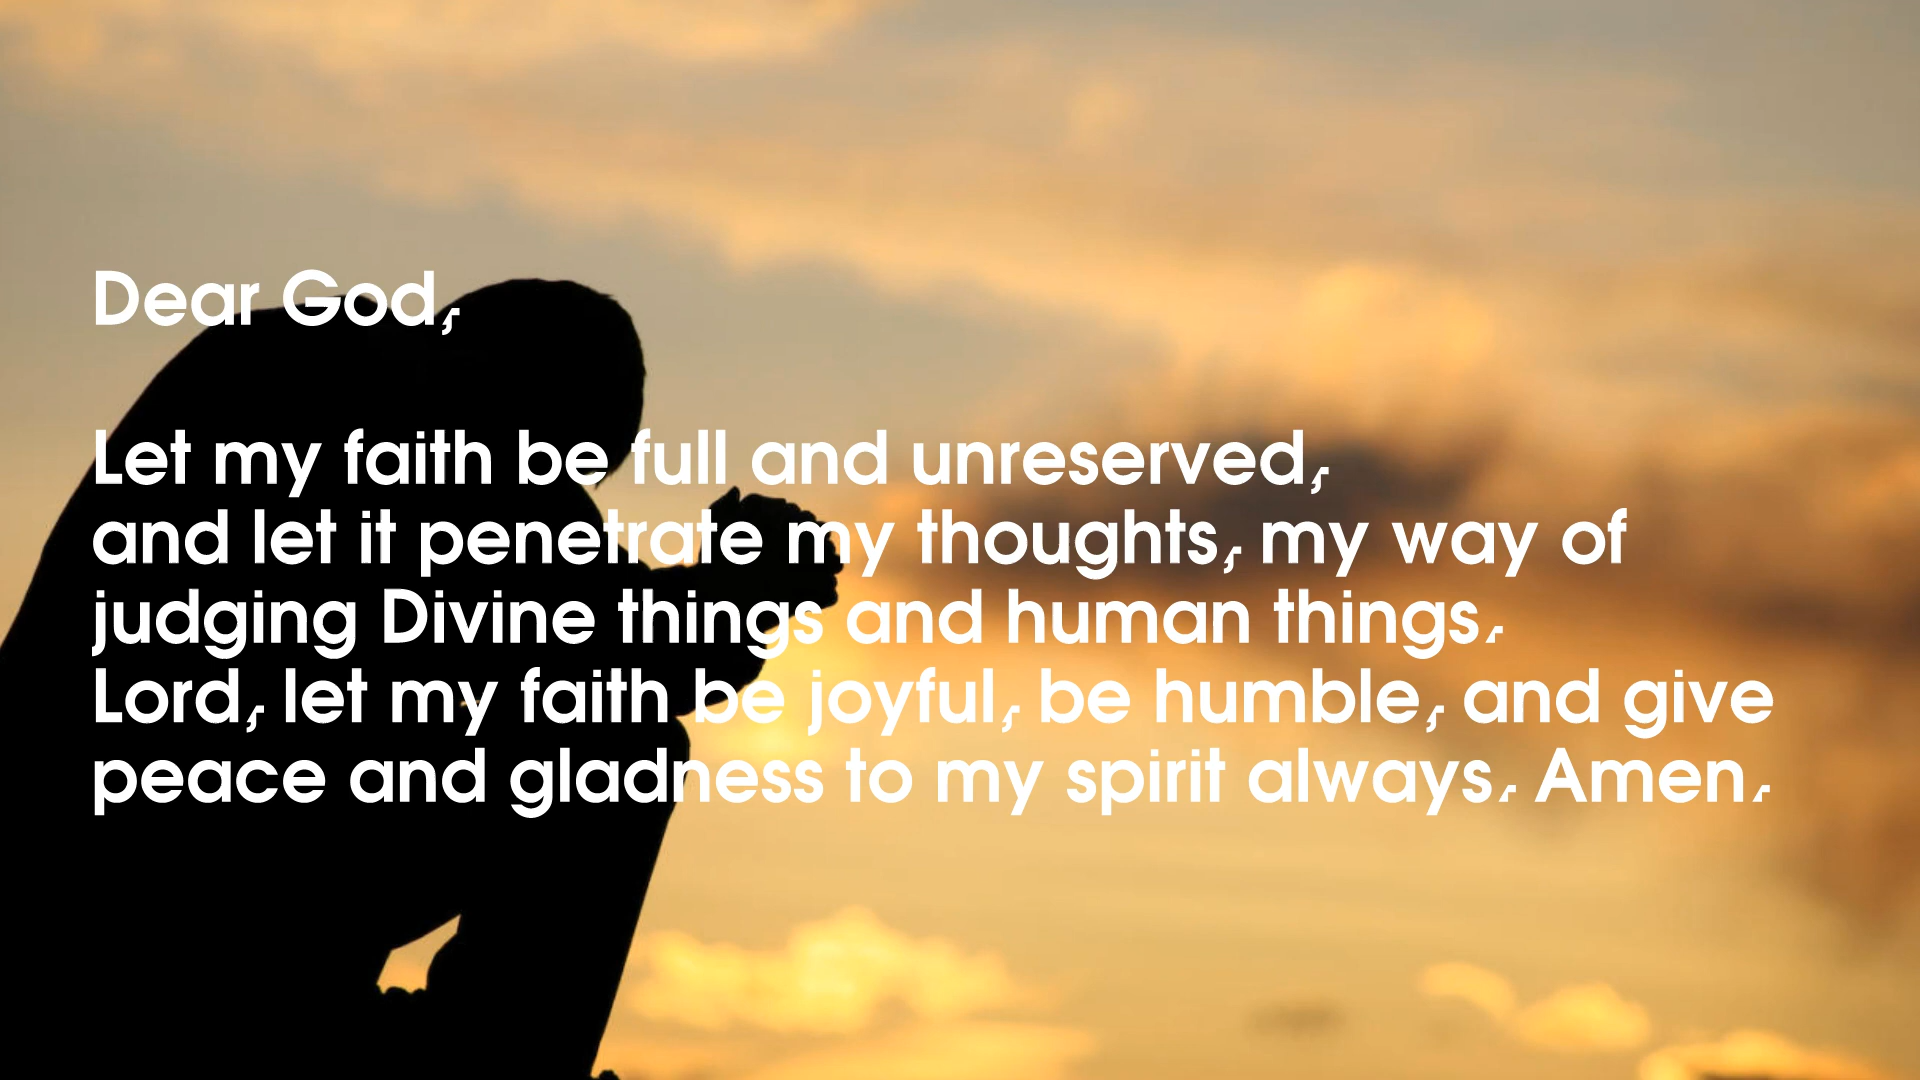 Dear God,
Let my faith be full and unreserved,
and let it penetrate my thoughts, my way of
judging Divine things and human things.
Lord, let my faith be joyful, be humble, and give
peace and gladness to my spirit always. Amen.